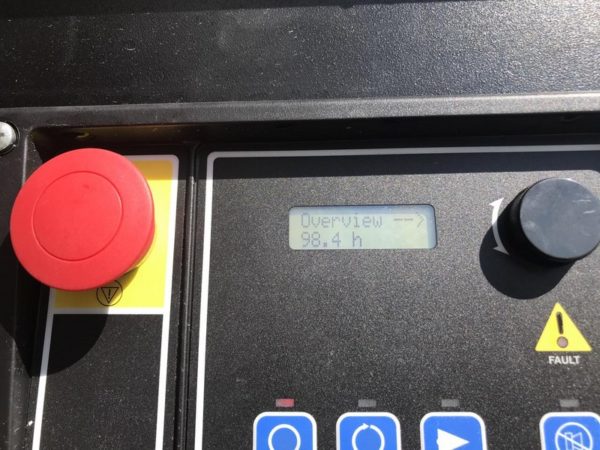 Overview -->
98.4 h
FAULT